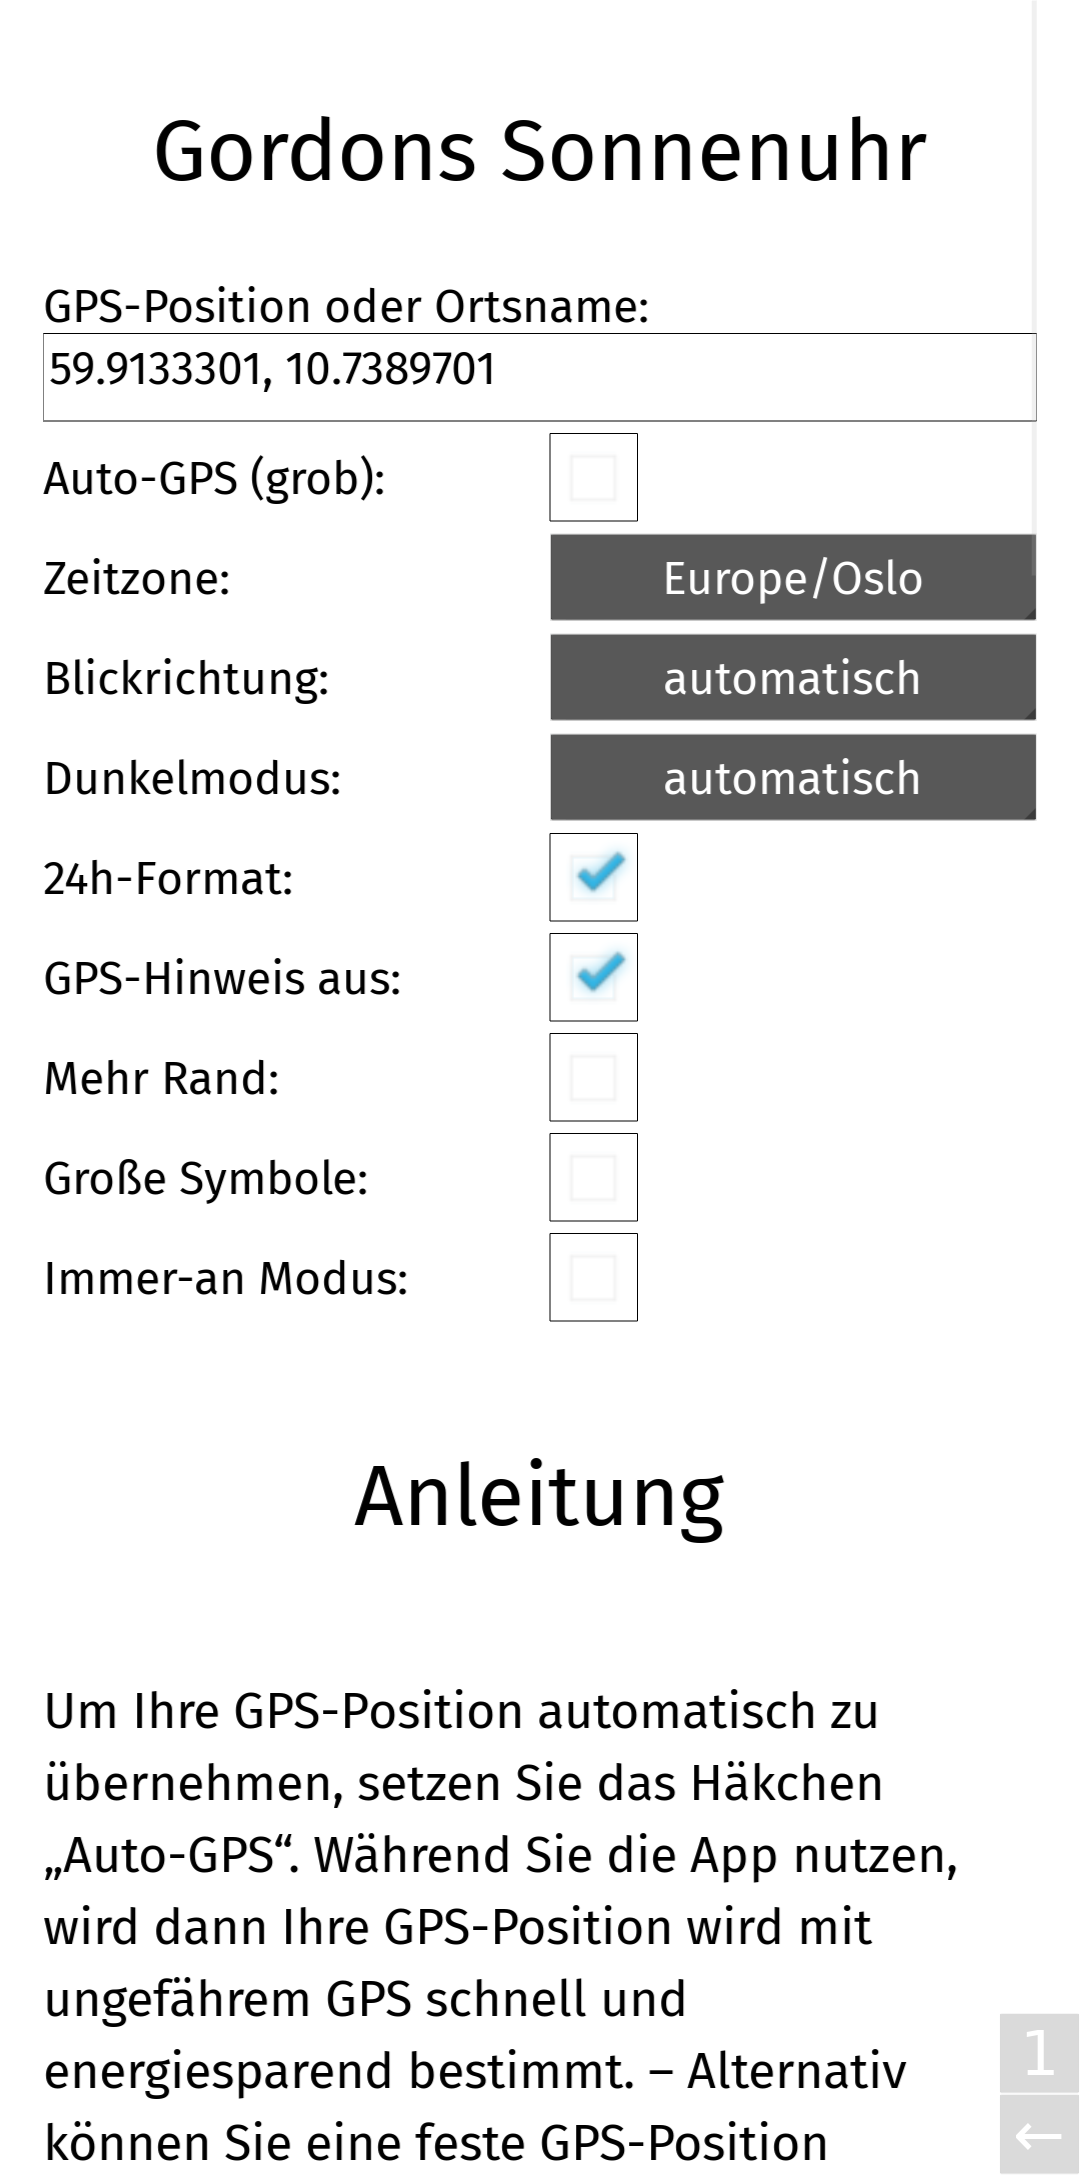 Gordons Sonnenuhr
GPS-Position oder Ortsname:
59.9133301, 10.7389701
Auto-GPS (grob):
Zeitzone: Europe/Oslo
Blickrichtung: automatisch
Dunkelmodus: automatisch
24h-Format:
GPS-Hinweis aus:
Mehr Rand:
Große Symbole:
Immer-an Modus:
Anleitung
Um Ihre GPS-Position automatisch zu
übernehmen, setzen Sie das Häkchen
„Auto-GPS“. Während Sie die App nutzen,
wird dann Ihre GPS-Position wird mit
ungefährem GPS schnell und
energiesparend bestimmt. – Alternativ
können Sie eine feste GPS-Position
1
←